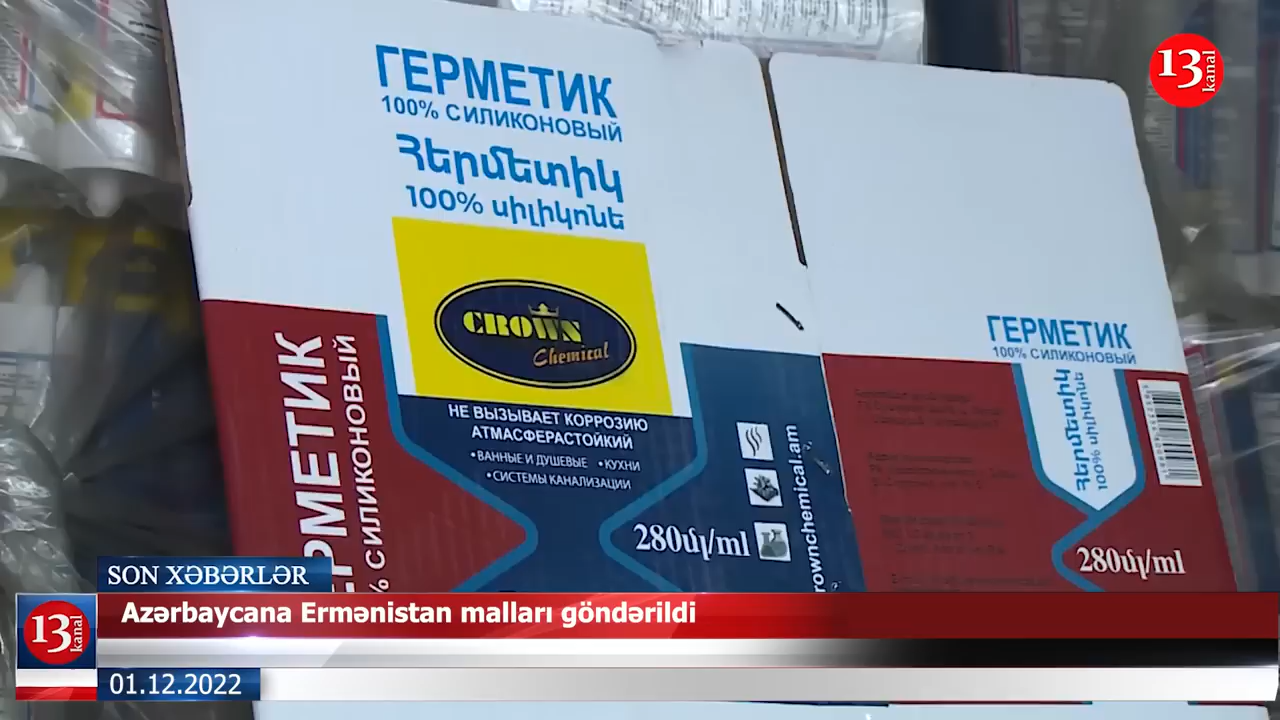 13
kanal
ГЕРМЕТИК
100% СИЛИКОНОВЫЙ
Հերմետիկ
100% սիլիկոնե
CROWN
Chemical
НЕ ВЫЗЫВАЕТ КОРРОЗИЮ
АТМАСФЕРАСТОЙКИЙ
•ВАННЫЕ И ДУШЕВЫЕ •КУХНИ
•СИСТЕМЫ КАНАЛИЗАЦИИ
280մլ/ml
rownchemical.am
ЕРМЕТИК
% СИЛИКОНОВЫЙ
ГЕРМЕТИК
100% СИЛИКОНОВЫЙ
Հերմետիկ
100% սիլիկոնե
280մլ/ml
SON XƏBƏRLƏR
13
kanal
Azərbaycana Ermənistan malları göndərildi
01.12.2022